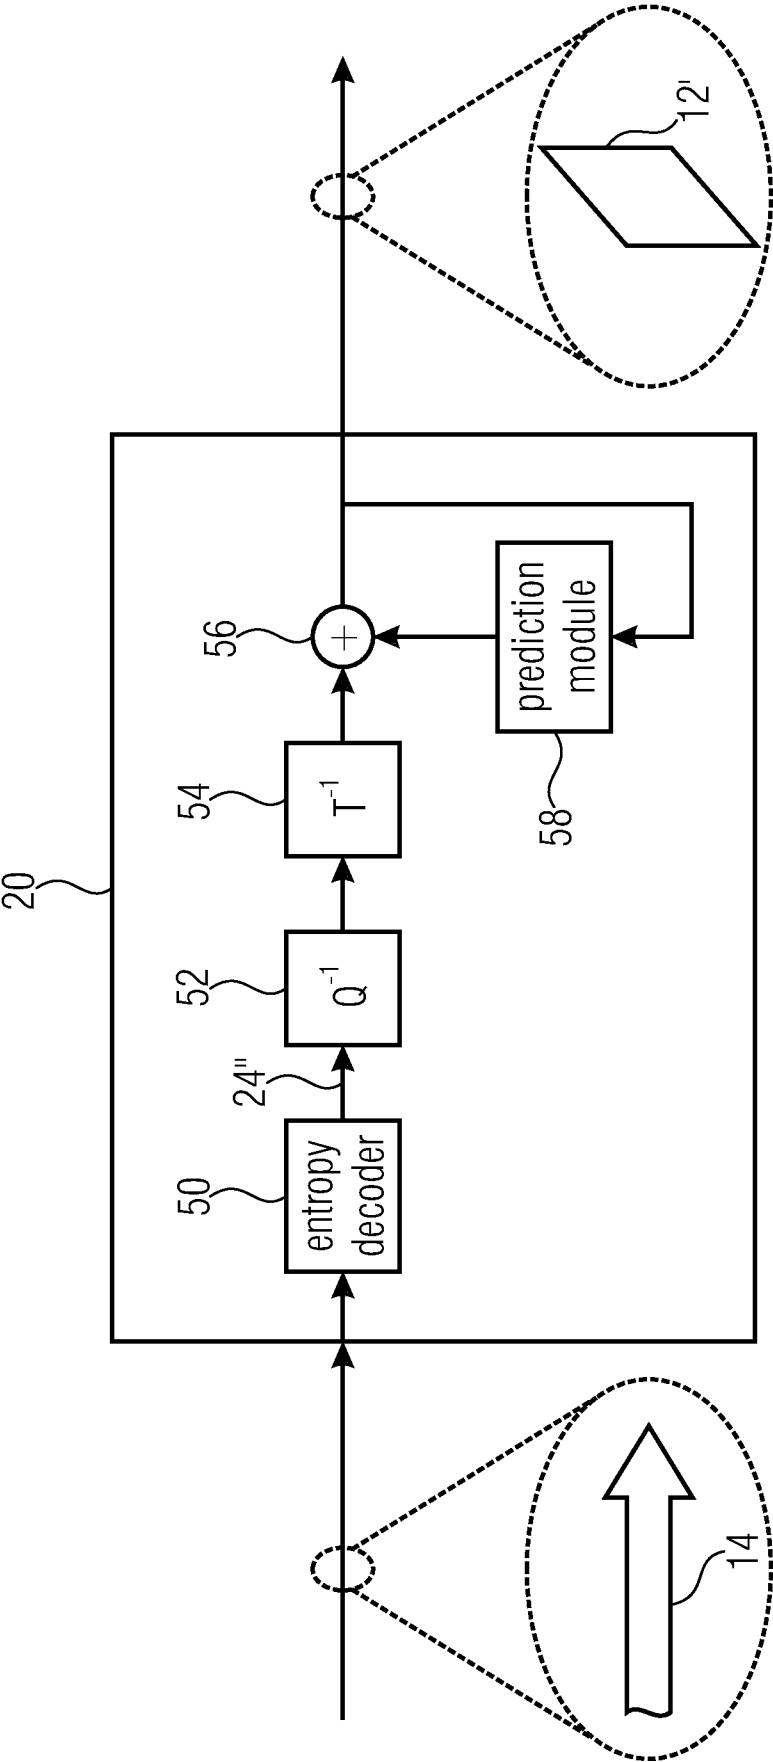 20
50
entropy
decoder
24"
52
Q⁻¹
54
T⁻¹
56
+
58
prediction
module
14
12'